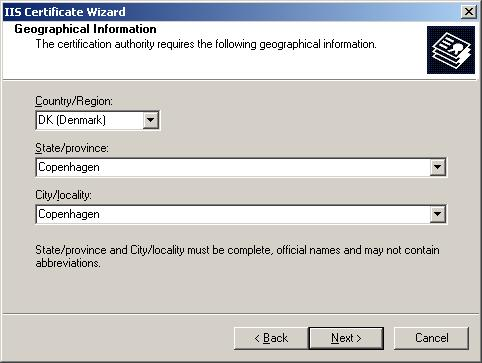 IIS Certificate Wizard
Geographical Information
The certification authority requires the following geographical information.
Country/Region:
DK (Denmark)
State/province:
Copenhagen
City/locality:
Copenhagen
State/province and City/locality must be complete, official names and may not contain
abbreviations.
< Back
Next >
Cancel